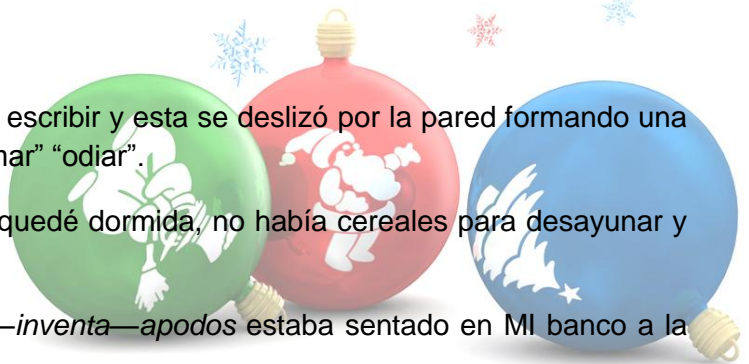 escribir y esta se deslizó por la pared formando una
“odiar”.
quedé dormida, no había cereales para desayunar y
—inventa—apodos estaba sentado en MI banco a la